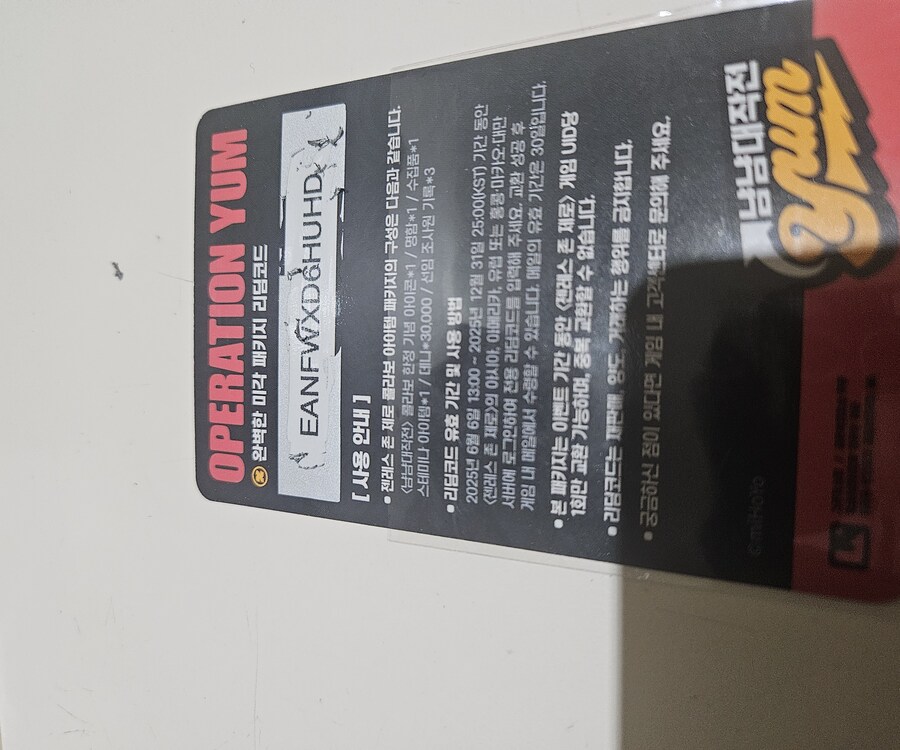 OPERATION YUM
완벽한 미각 패키지 리딤코드
EANFWXD6HUHD
[ 사용 안내 ]
• 젠레스 존 제로 콜라보 아이템 패키지의 구성은 다음과 같습니다.
<냠냠대작전> 콜라보 한정 기념 아이콘*1 / 명함*1 / 수집품*1
스태미나 아이템*1 / 데니*30,000 / 선임 조사원 기록*3
• 리딤코드 유효 기간 및 사용 방법
2025년 6월 6일 13:00 ~ 2025년 12월 31일 25:00(KST) 기간 동안
<젠레스 존 제로>의 아시아, 아메리카, 유럽 또는 홍콩·마카오·대만
서버에 로그인하여 전용 리딤코드를 입력해 주세요. 교환 성공 후
게임 내 메일에서 수령할 수 있습니다. 메일의 유효 기간은 30일입니다.
• 본 패키지는 이벤트 기간 동안 <젠레스 존 제로> 게임 UID당
1회만 교환 가능하며, 중복 교환할 수 없습니다.
• 리딤코드는 재판매, 양도, 거래하는 행위를 금지합니다.
• 궁금하신 점이 있다면 게임 내 고객센터로 문의해 주세요.
냠냠대작전
Yum
©miHoYo